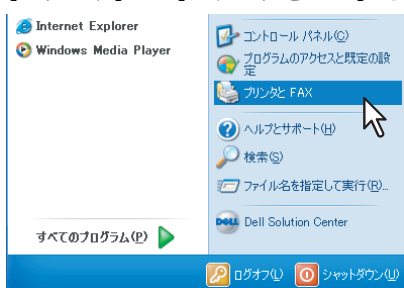 Internet Explorer
Windows Media Player
すべてのプログラム(P)
コントロール パネル(C)
プログラムのアクセスと既定の設
定
プリンタと FAX
ヘルプとサポート(H)
検索(S)
ファイル名を指定して実行(R)...
DELL Dell Solution Center
ログオフ(L)
シャットダウン(U)